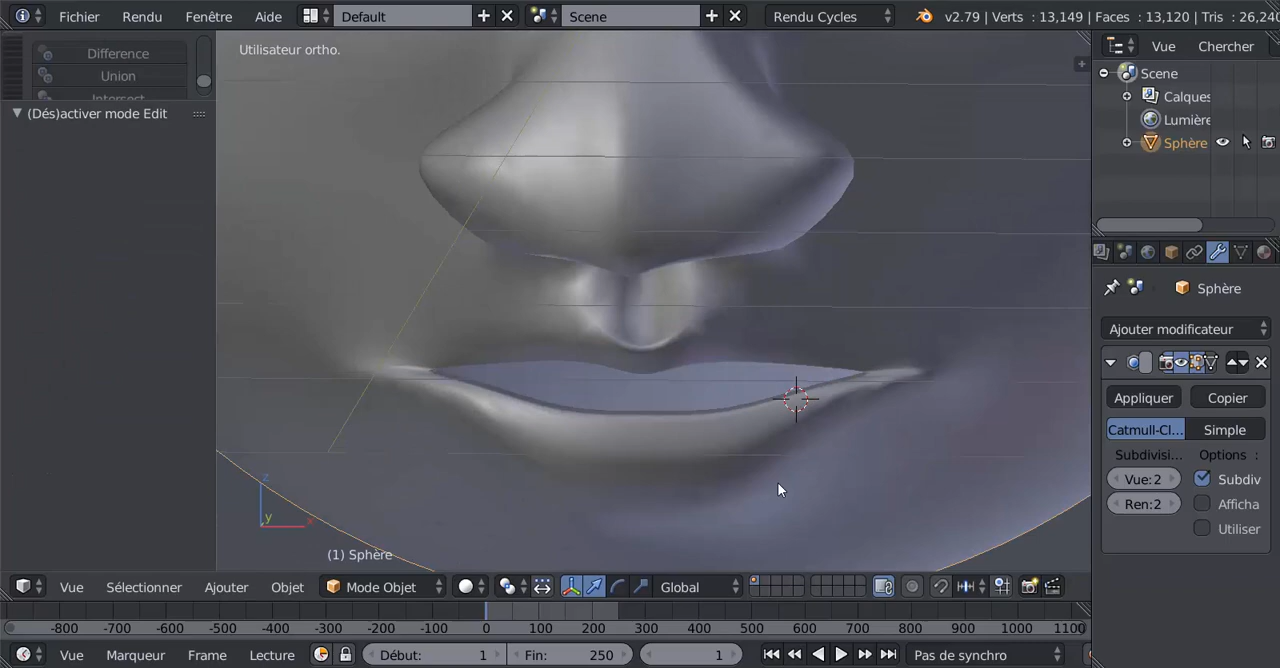 Fichier Rendu Fenêtre Aide Default Scene Rendu Cycles v2.79 | Verts : 13,149 | Faces : 13,120 | Tris : 26,240
Difference
Union
Intersect
(Dés)activer mode Edit
Utilisateur ortho.
z
y x
(1) Sphère
Vue Chercher
Scene
Calques
Lumière
Sphère
Sphère
Ajouter modificateur
Appliquer Copier
Catmull-Cl... Simple
Subdivisi... Options :
Vue: 2 Subdiv
Ren: 2 Afficha
Utiliser
Vue Sélectionner Ajouter Objet Mode Objet Global
-800 -700 -600 -500 -400 -300 -200 -100 0 100 200 300 400 500 600 700 800 900 1000 1100
Vue Marqueur Frame Lecture Début: 1 Fin: 250 1 Pas de synchro